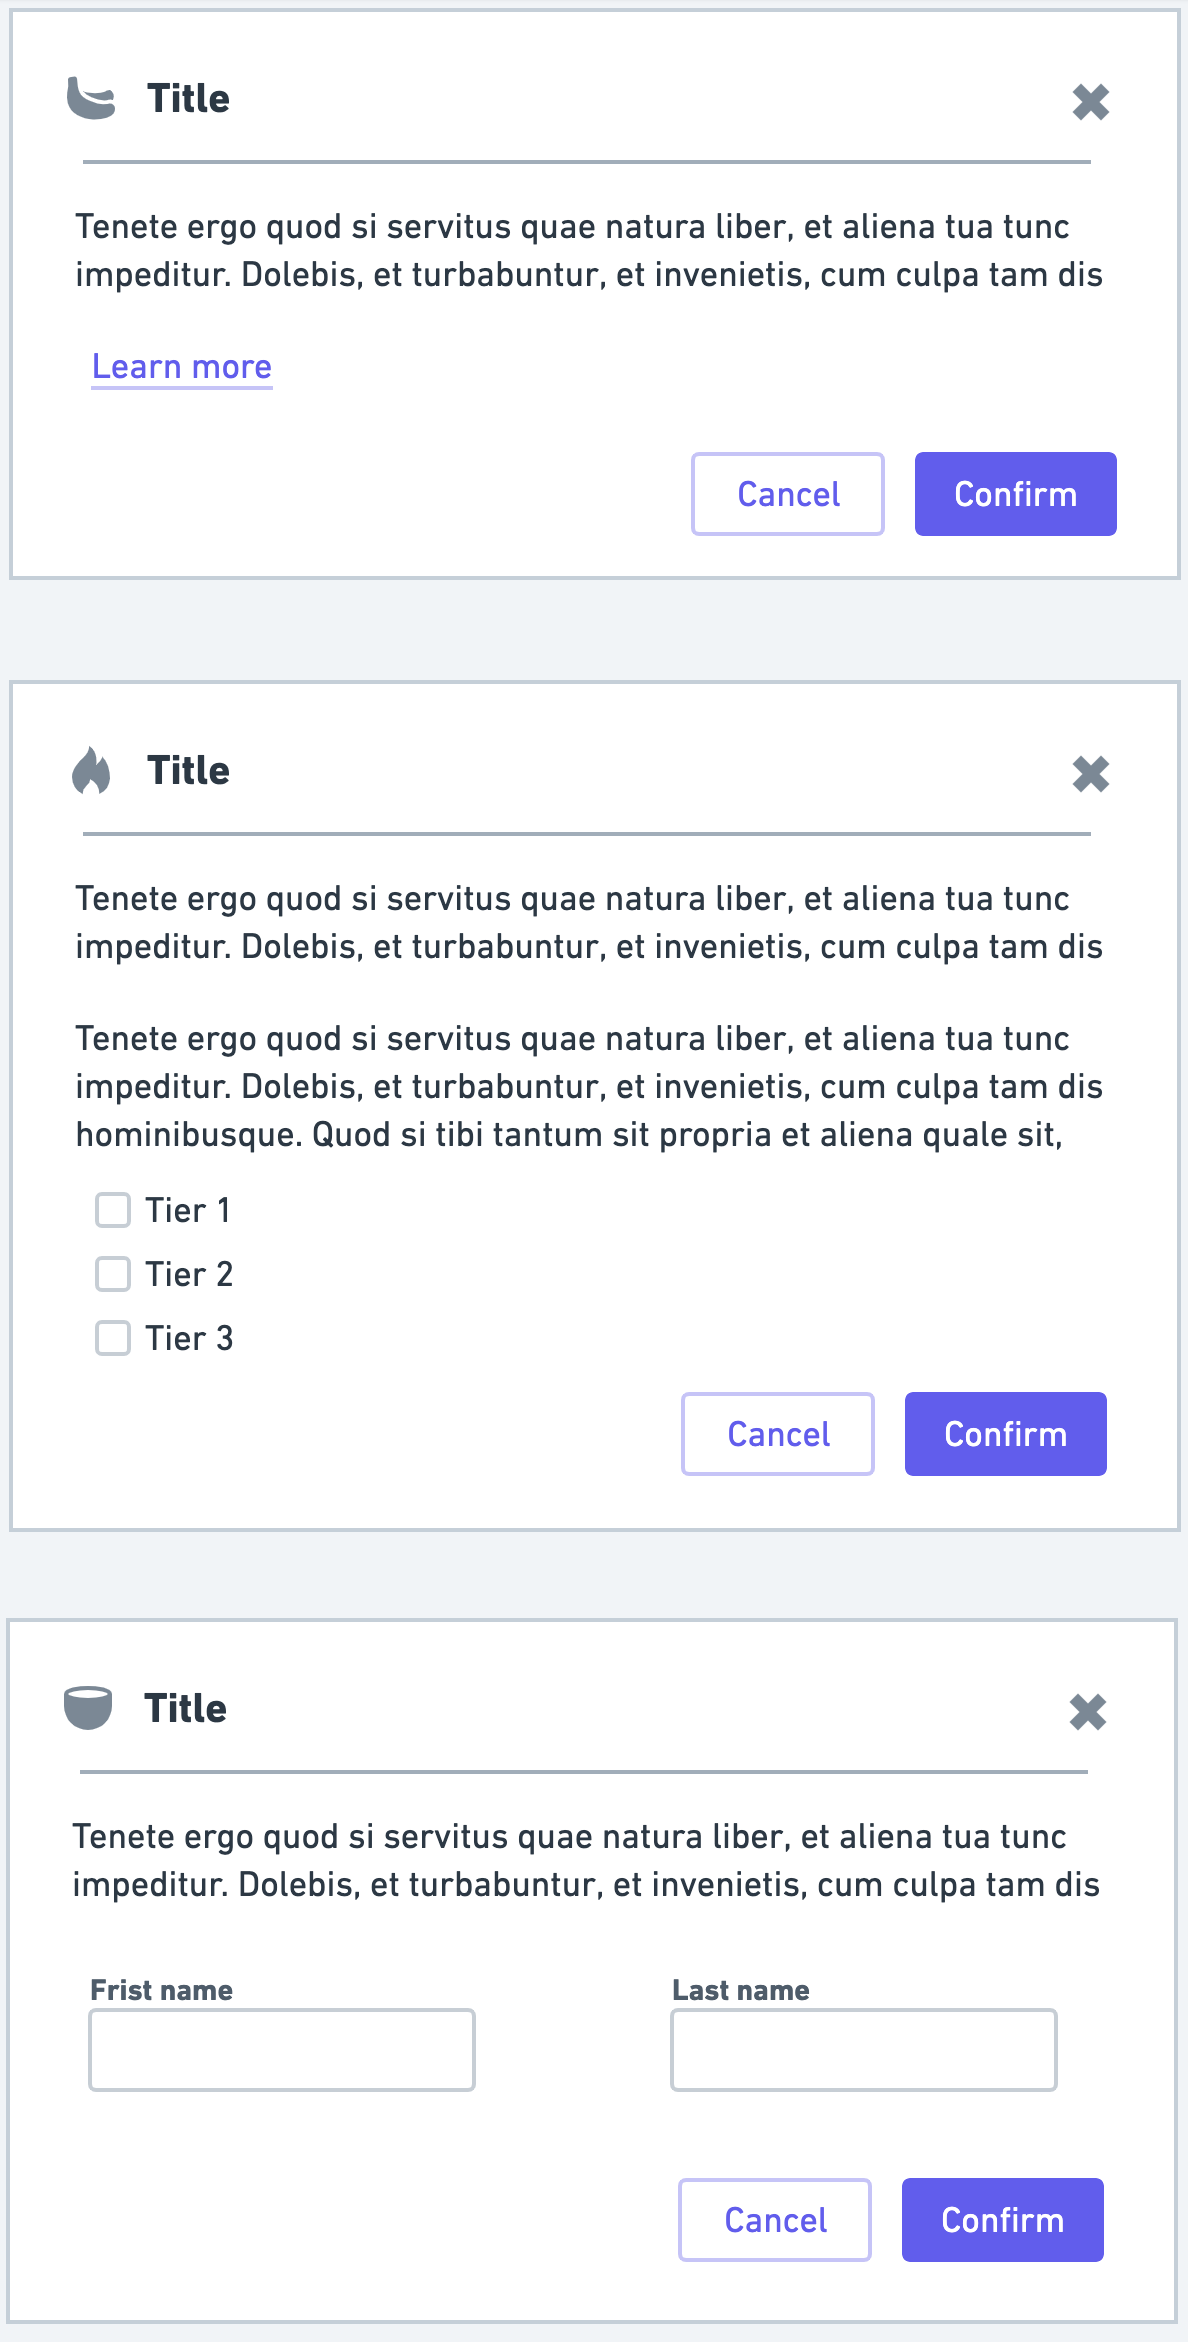 Title
Tenete ergo quod si servitus quae natura liber, et aliena tua tunc
impeditur. Dolebis, et turbabuntur, et invenietis, cum culpa tam dis
Learn more
Cancel Confirm
Title
Tenete ergo quod si servitus quae natura liber, et aliena tua tunc
impeditur. Dolebis, et turbabuntur, et invenietis, cum culpa tam dis
Tenete ergo quod si servitus quae natura liber, et aliena tua tunc
impeditur. Dolebis, et turbabuntur, et invenietis, cum culpa tam dis
hominibusque. Quod si tibi tantum sit propria et aliena quale sit,
Tier 1
Tier 2
Tier 3
Cancel Confirm
Title
Tenete ergo quod si servitus quae natura liber, et aliena tua tunc
impeditur. Dolebis, et turbabuntur, et invenietis, cum culpa tam dis
Frist name Last name
Cancel Confirm